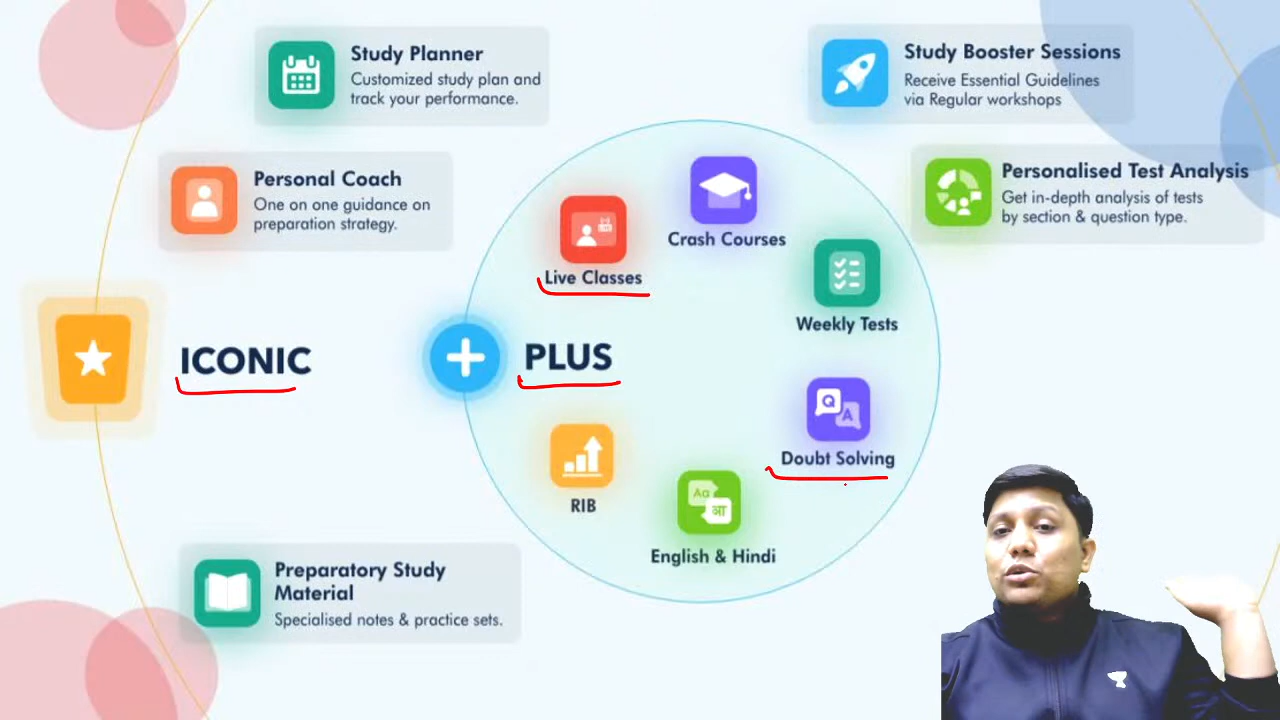 Study Planner
Customized study plan and
track your performance.
Study Booster Sessions
Receive Essential Guidelines
via Regular workshops
Personal Coach
One on one guidance on
preparation strategy.
Personalised Test Analysis
Get in-depth analysis of tests
by section & question type.
Live Classes
Crash Courses
Weekly Tests
ICONIC
PLUS
Q
A
Doubt Solving
RIB
Aa
आ
English & Hindi
Preparatory Study
Material
Specialised notes & practice sets.